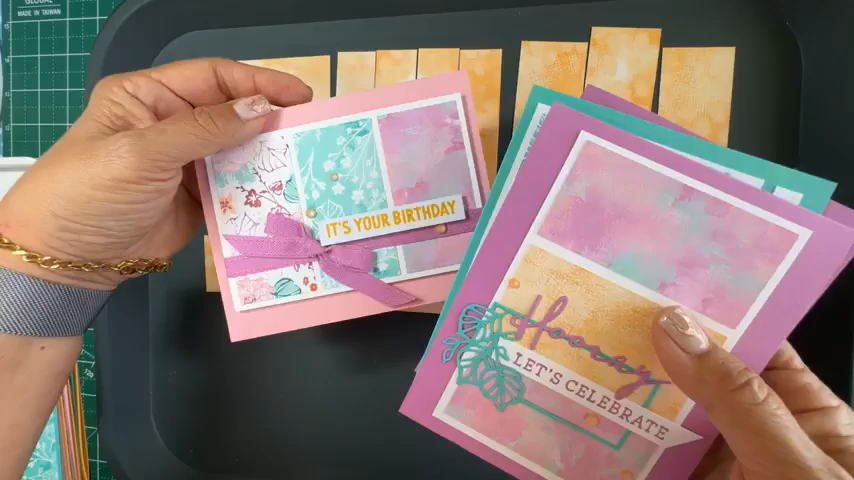 GLOBAL
MADE IN TAIWAN
IT'S YOUR BIRTHDAY
Hooray
LET'S CELEBRATE